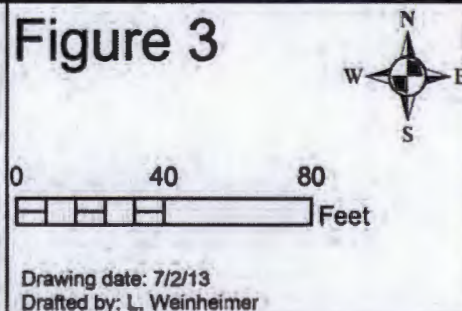 Figure 3
N
W E
S
0 40 80
Feet
Drawing date: 7/2/13
Drafted by: L. Weinheimer